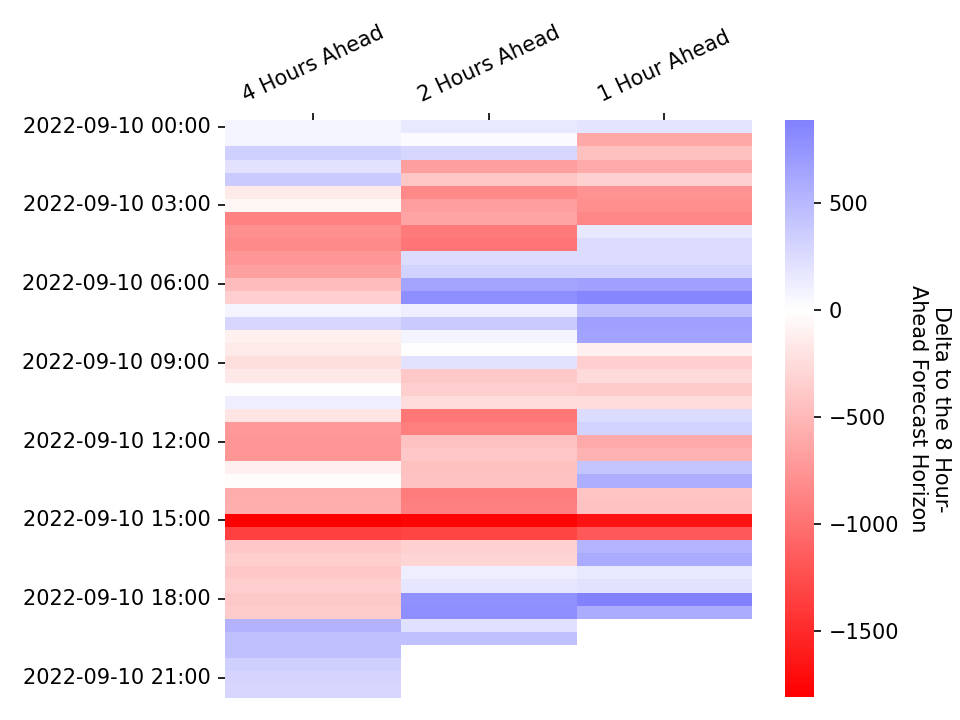 4 Hours Ahead
2 Hours Ahead
1 Hour Ahead
2022-09-10 00:00
2022-09-10 03:00
2022-09-10 06:00
2022-09-10 09:00
2022-09-10 12:00
2022-09-10 15:00
2022-09-10 18:00
2022-09-10 21:00
500
0
−500
−1000
−1500
Delta to the 8 Hour-
Ahead Forecast Horizon